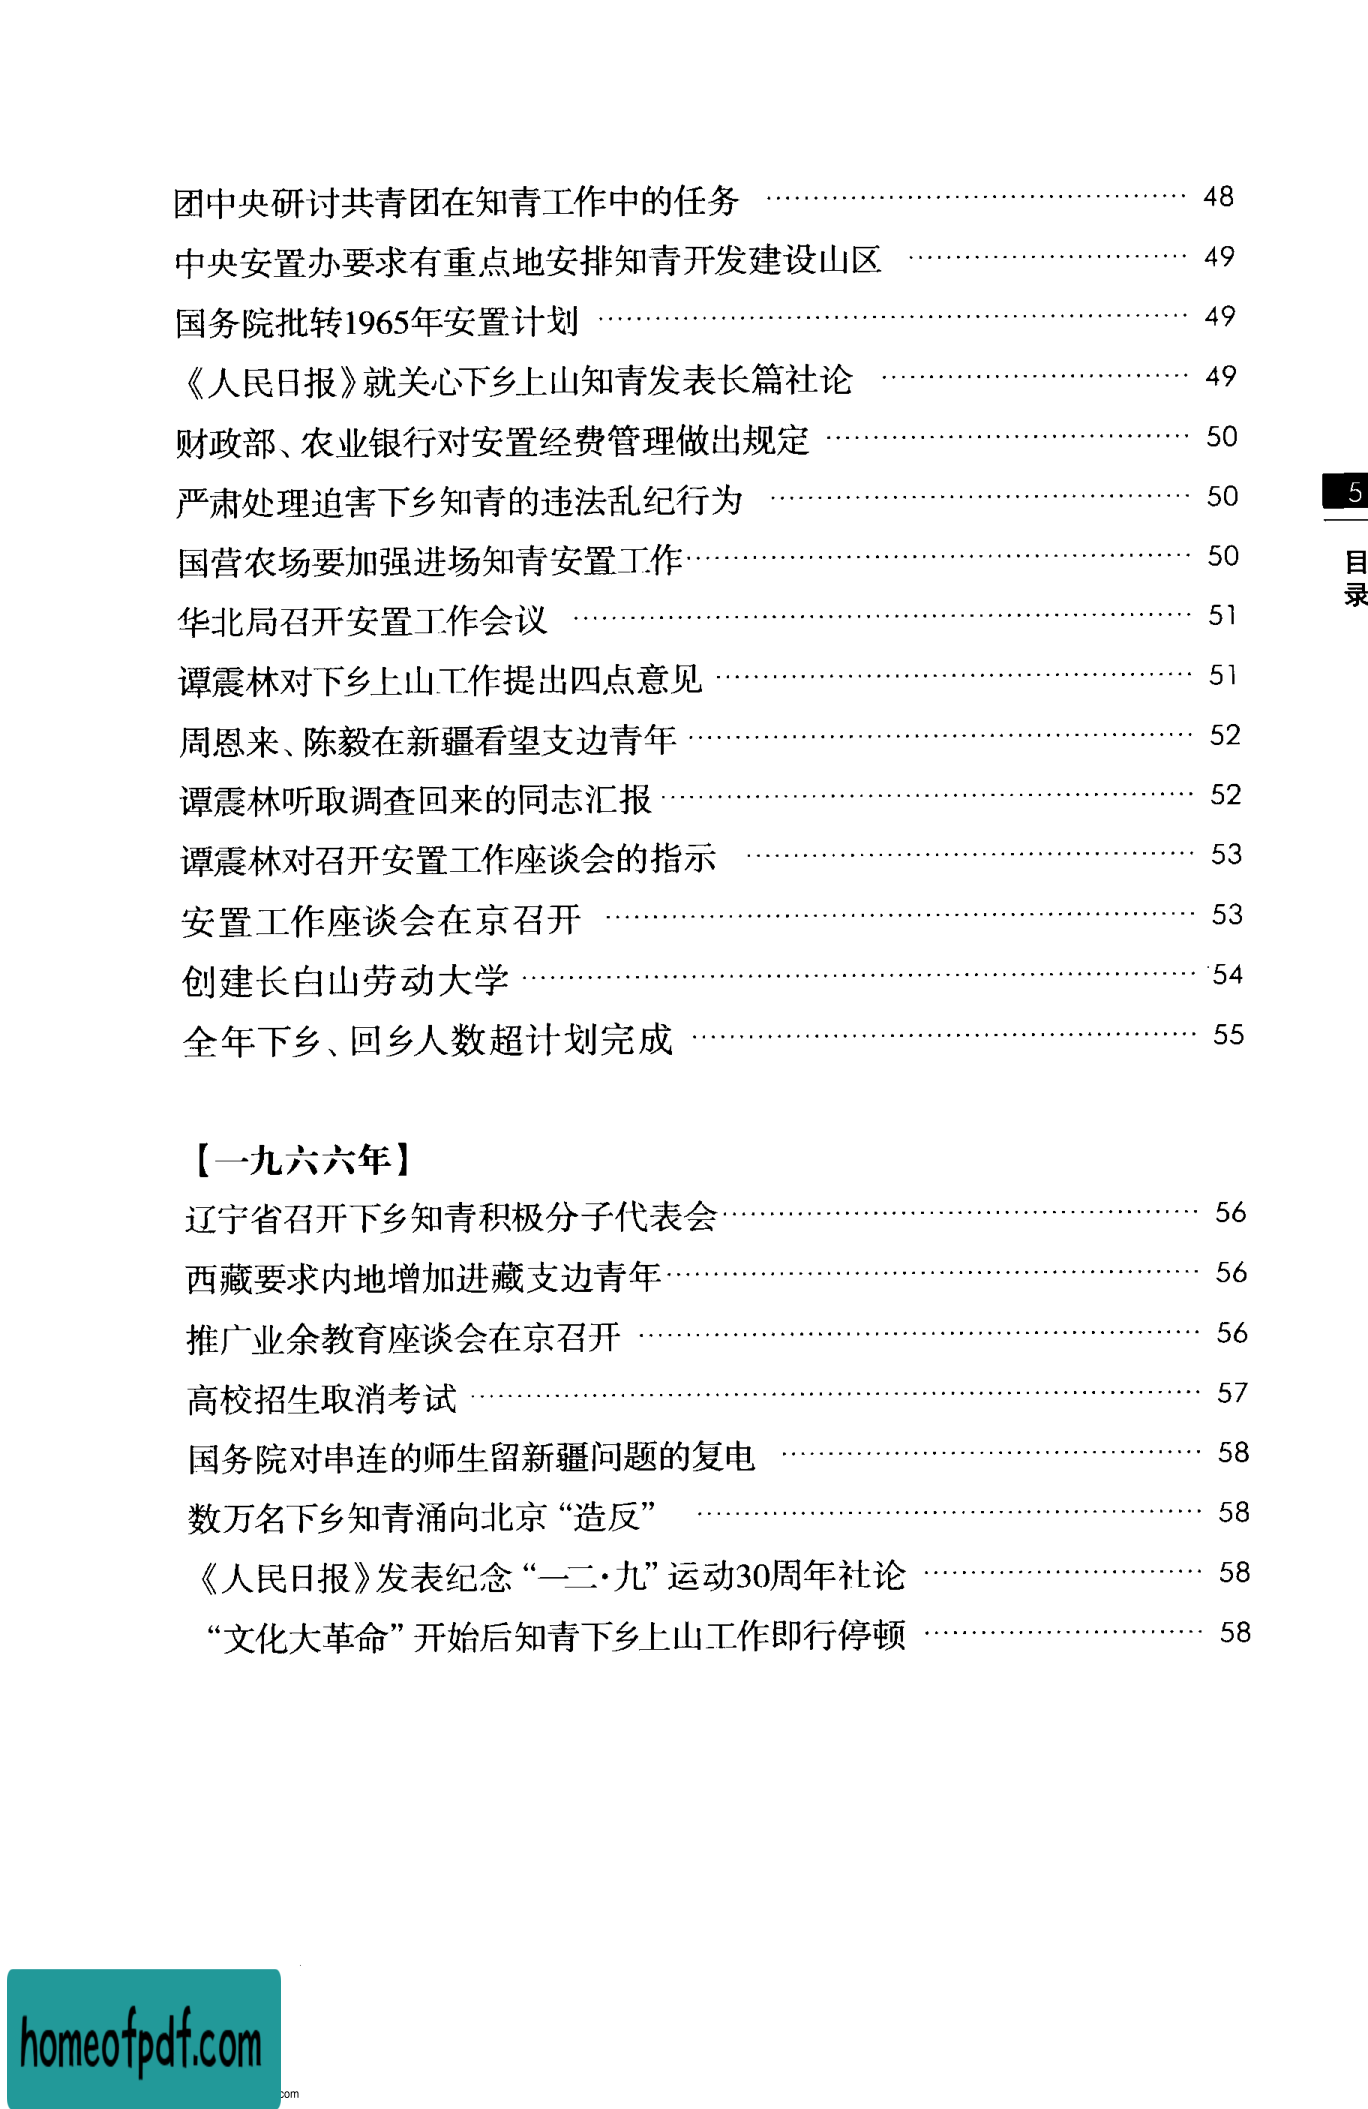 团中央研讨共青团在知青工作中的任务 …………………… 48
中央安置办要求有重点地安排知青开发建设山区 …………………… 49
国务院批转1965年安置计划 …………………… 49
《人民日报》就关心下乡上山知青发表长篇社论 …………………… 49
财政部、农业银行对安置经费管理做出规定 …………………… 50
严肃处理迫害下乡知青的违法乱纪行为 …………………… 50
国营农场要加强进场知青安置工作 …………………… 50
华北局召开安置工作会议 …………………… 51
谭震林对下乡上山工作提出四点意见 …………………… 51
周恩来、陈毅在新疆看望支边青年 …………………… 52
谭震林听取调查回来的同志汇报 …………………… 52
谭震林对召开安置工作座谈会的指示 …………………… 53
安置工作座谈会在京召开 …………………… 53
创建长白山劳动大学 …………………… 54
全年下乡、回乡人数超计划完成 …………………… 55
【一九六六年】
辽宁省召开下乡知青积极分子代表会 …………………… 56
西藏要求内地增加进藏支边青年 …………………… 56
推广业余教育座谈会在京召开 …………………… 56
高校招生取消考试 …………………… 57
国务院对串连的师生留新疆问题的复电 …………………… 58
数万名下乡知青涌向北京“造反” …………………… 58
《人民日报》发表纪念“一二·九”运动30周年社论 …………………… 58
“文化大革命”开始后知青下乡上山工作即行停顿 …………………… 58
5
目
录
homeofpdf.com
com